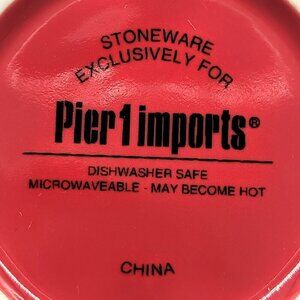 STONEWARE
EXCLUSIVELY FOR
Pier 1 imports®
DISHWASHER SAFE
MICROWAVEABLE - MAY BECOME HOT
CHINA